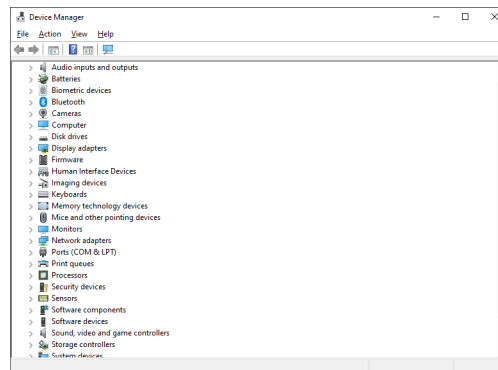 Device Manager
File Action View Help
Audio inputs and outputs
Batteries
Biometric devices
Bluetooth
Cameras
Computer
Disk drives
Display adapters
Firmware
Human Interface Devices
Imaging devices
Keyboards
Memory technology devices
Mice and other pointing devices
Monitors
Network adapters
Ports (COM & LPT)
Print queues
Processors
Security devices
Sensors
Software components
Software devices
Sound, video and game controllers
Storage controllers
System devices